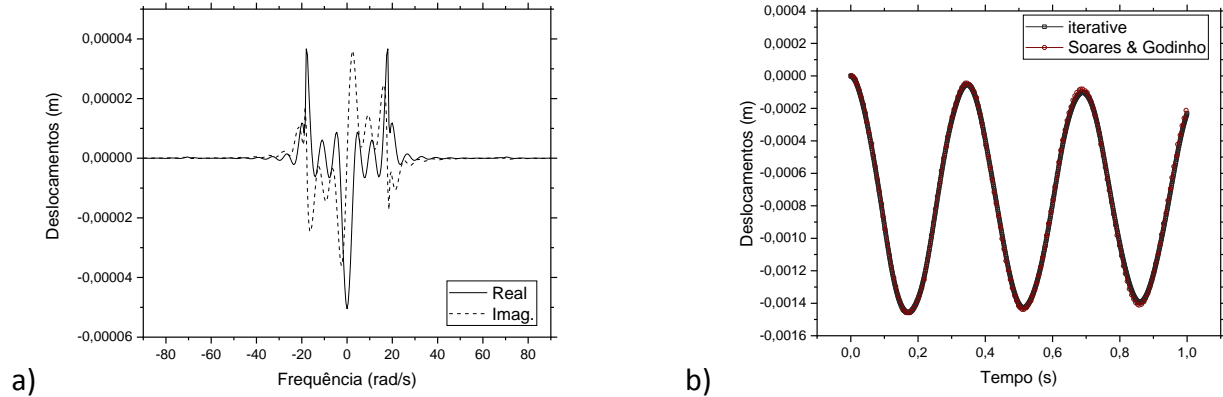 0,00004
0,00002
0,00000
-0,00002
-0,00004
-0,00006
Deslocamentos (m)
Real
Imag.
-80 -60 -40 -20 0 20 40 60 80
Frequência (rad/s)
a)
0,0004
0,0002
0,0000
-0,0002
-0,0004
-0,0006
-0,0008
-0,0010
-0,0012
-0,0014
-0,0016
Deslocamentos (m)
iterative
Soares & Godinho
0,0 0,2 0,4 0,6 0,8 1,0
Tempo (s)
b)